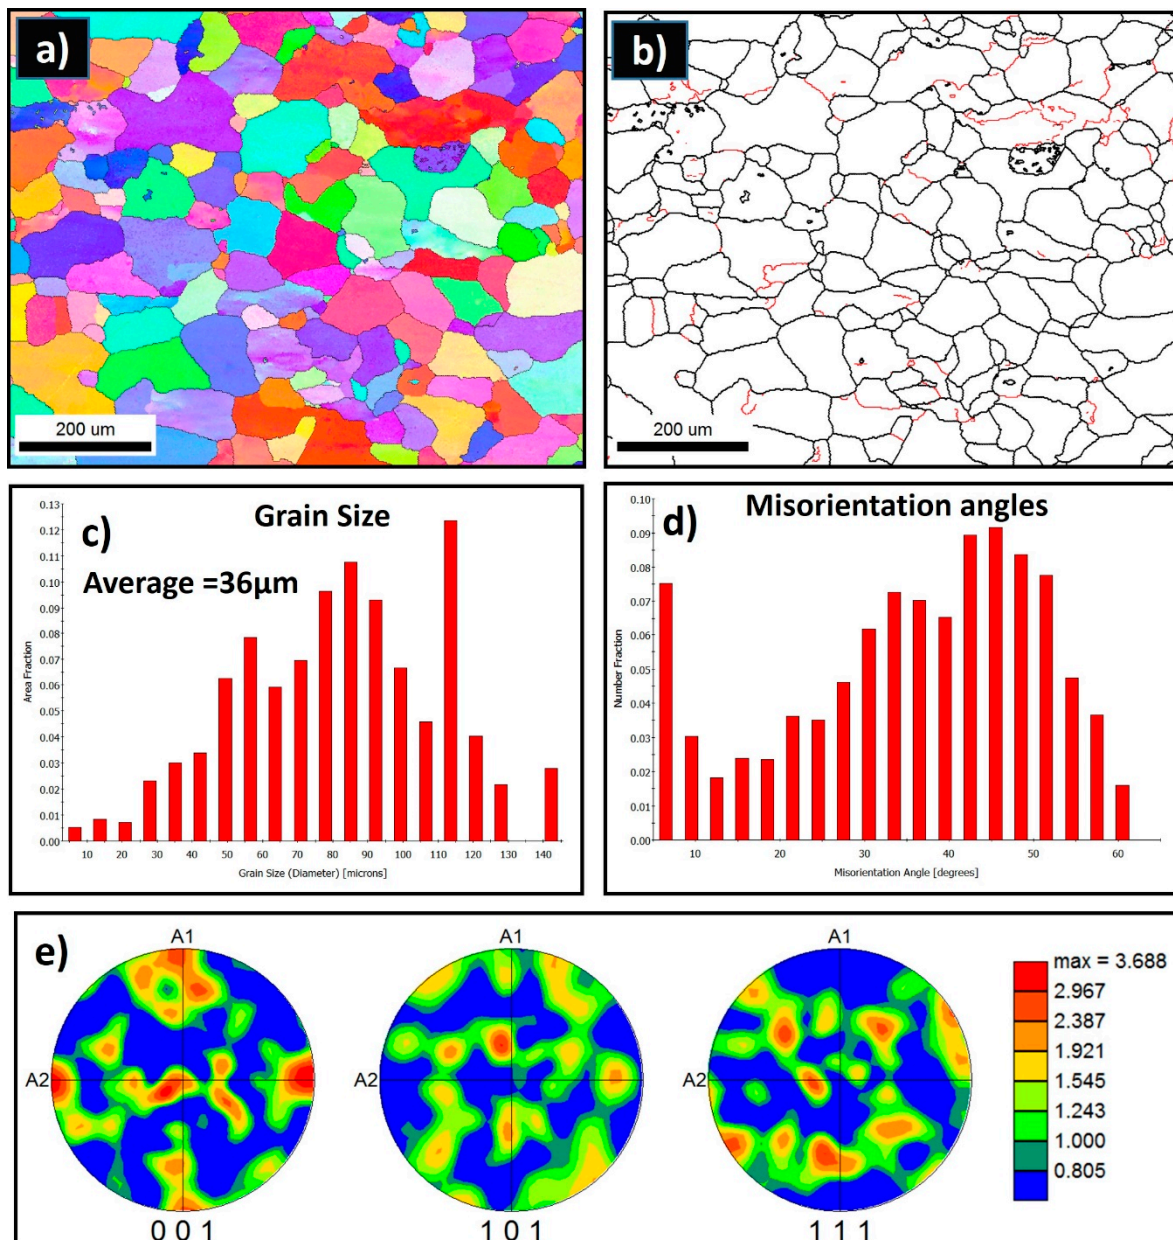 a)
200 um
b)
200 um
c)
Grain Size
Average =36µm
Area Fraction
0.13
0.12
0.11
0.10
0.09
0.08
0.07
0.06
0.05
0.04
0.03
0.02
0.01
0.00
10 20 30 40 50 60 70 80 90 100 110 120 130 140
Grain Size (Diameter) [microns]
d)
Misorientation angles
Number Fraction
0.10
0.09
0.08
0.07
0.06
0.05
0.04
0.03
0.02
0.01
0.00
10 20 30 40 50 60
Misorientation Angle [degrees]
e)
A1
A2
0 0 1
A1
A2
1 0 1
A1
A2
1 1 1
max = 3.688
2.967
2.387
1.921
1.545
1.243
1.000
0.805